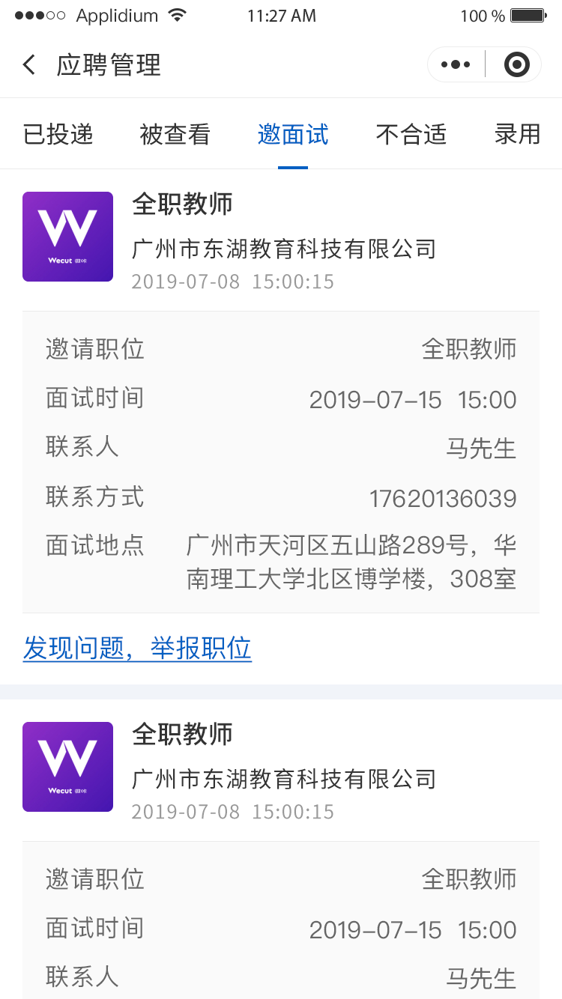 Applidium 11:27 AM 100 %
应聘管理
已投递 被查看 邀面试 不合适 录用
全职教师
广州市东湖教育科技有限公司
Wecut 微咔
2019-07-08 15:00:15
邀请职位 全职教师
面试时间 2019-07-15 15:00
联系人 马先生
联系方式 17620136039
面试地点 广州市天河区五山路289号，华
南理工大学北区博学楼，308室
发现问题，举报职位
全职教师
广州市东湖教育科技有限公司
Wecut 微咔
2019-07-08 15:00:15
邀请职位 全职教师
面试时间 2019-07-15 15:00
联系人 马先生